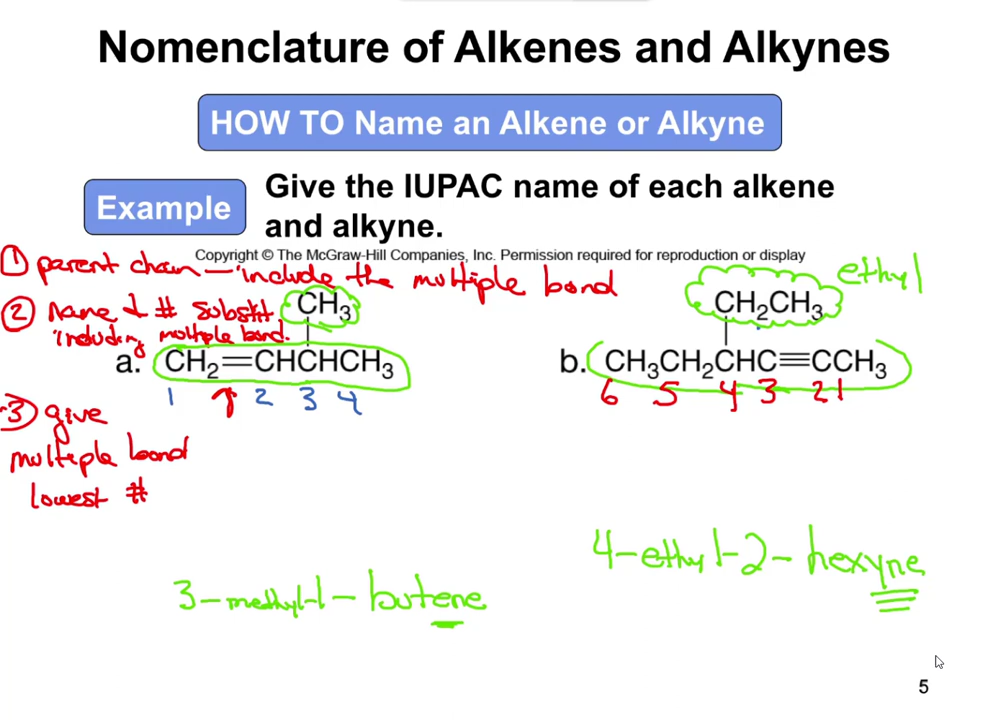 Nomenclature of Alkenes and Alkynes
HOW TO Name an Alkene or Alkyne
Example
Give the IUPAC name of each alkene
and alkyne.
Copyright © The McGraw-Hill Companies, Inc. Permission required for reproduction or display
① parent chain – include the multiple bond
② Name & # substit.
including multiple bond.
CH3
a. CH2=CHCHCH3
1 2 3 4
③ give
multiple bond
lowest #
3-methyl-1-butene
ethyl
CH2CH3
b. CH3CH2CHC≡CCH3
6 5 4 3 2 1
4-ethyl-2-hexyne
5